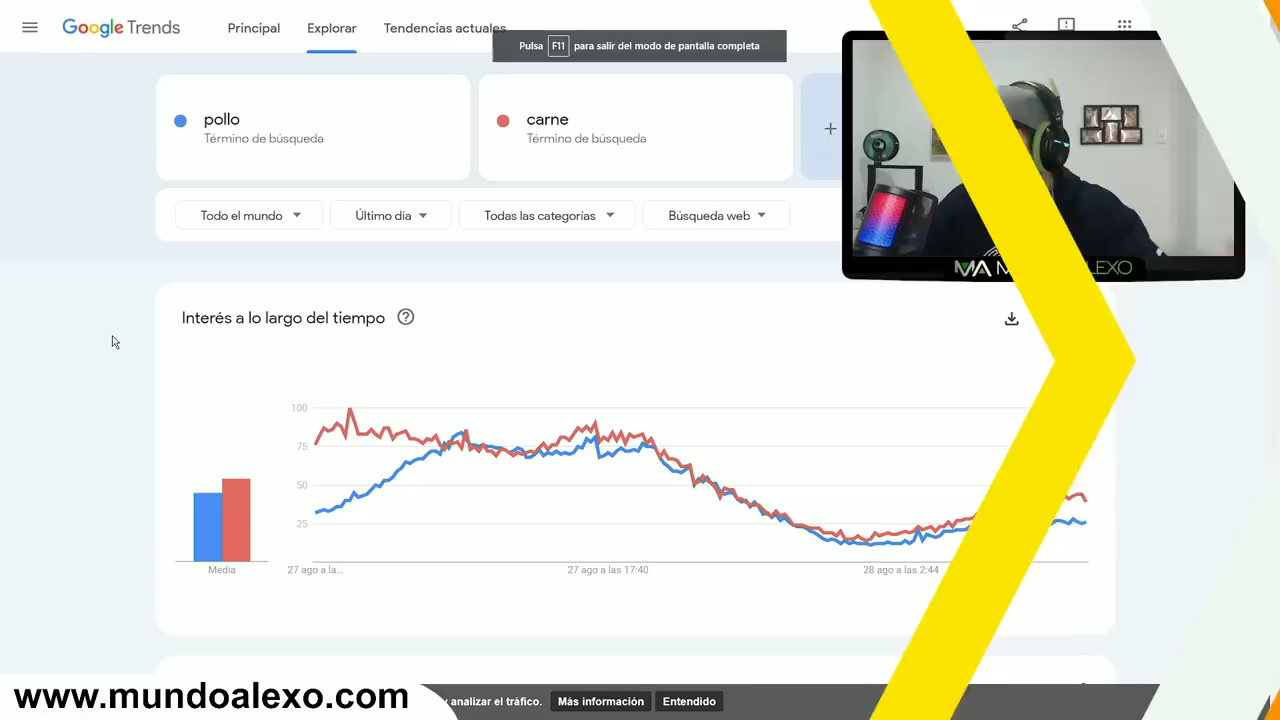 Google Trends
Principal
Explorar
Tendencias actuales
Pulsa F11 para salir del modo de pantalla completa
pollo
Término de búsqueda
carne
Término de búsqueda
+
Todo el mundo
Último día
Todas las categorías
Búsqueda web
MA M
EXO
Interés a lo largo del tiempo
100
75
50
25
Media
27 ago a la…
27 ago a las 17:40
28 ago a las 2:44
www.mundoalexo.com
y analizar el tráfico.
Más información
Entendido